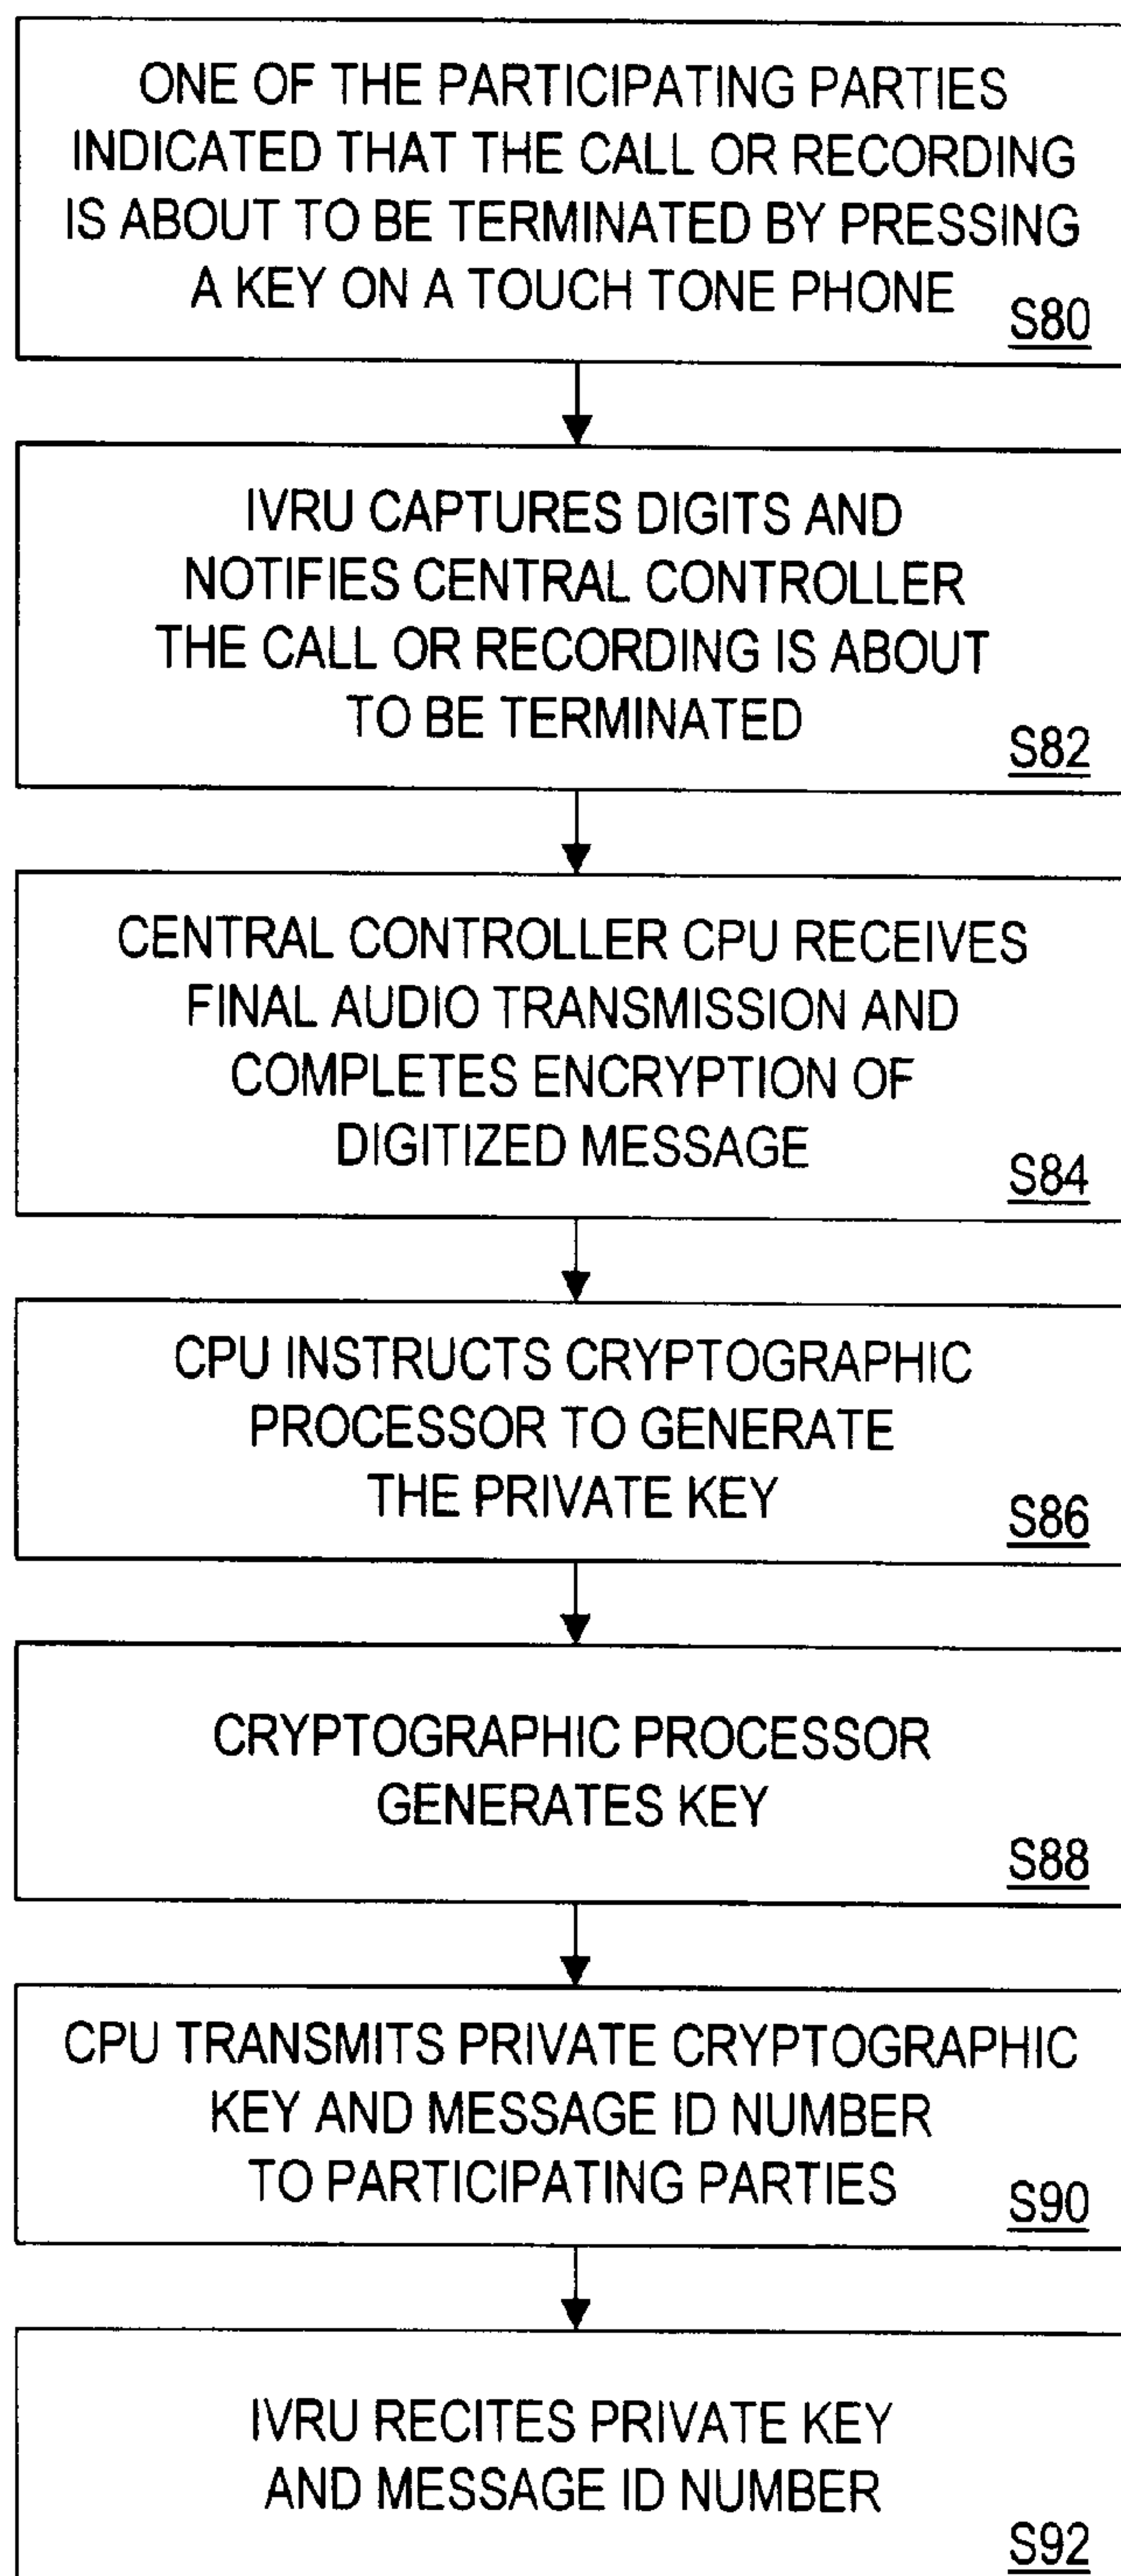 ONE OF THE PARTICIPATING PARTIES
INDICATED THAT THE CALL OR RECORDING
IS ABOUT TO BE TERMINATED BY PRESSING
A KEY ON A TOUCH TONE PHONE
S80
IVRU CAPTURES DIGITS AND
NOTIFIES CENTRAL CONTROLLER
THE CALL OR RECORDING IS ABOUT
TO BE TERMINATED
S82
CENTRAL CONTROLLER CPU RECEIVES
FINAL AUDIO TRANSMISSION AND
COMPLETES ENCRYPTION OF
DIGITIZED MESSAGE
S84
CPU INSTRUCTS CRYPTOGRAPHIC
PROCESSOR TO GENERATE
THE PRIVATE KEY
S86
CRYPTOGRAPHIC PROCESSOR
GENERATES KEY
S88
CPU TRANSMITS PRIVATE CRYPTOGRAPHIC
KEY AND MESSAGE ID NUMBER
TO PARTICIPATING PARTIES
S90
IVRU RECITES PRIVATE KEY
AND MESSAGE ID NUMBER
S92